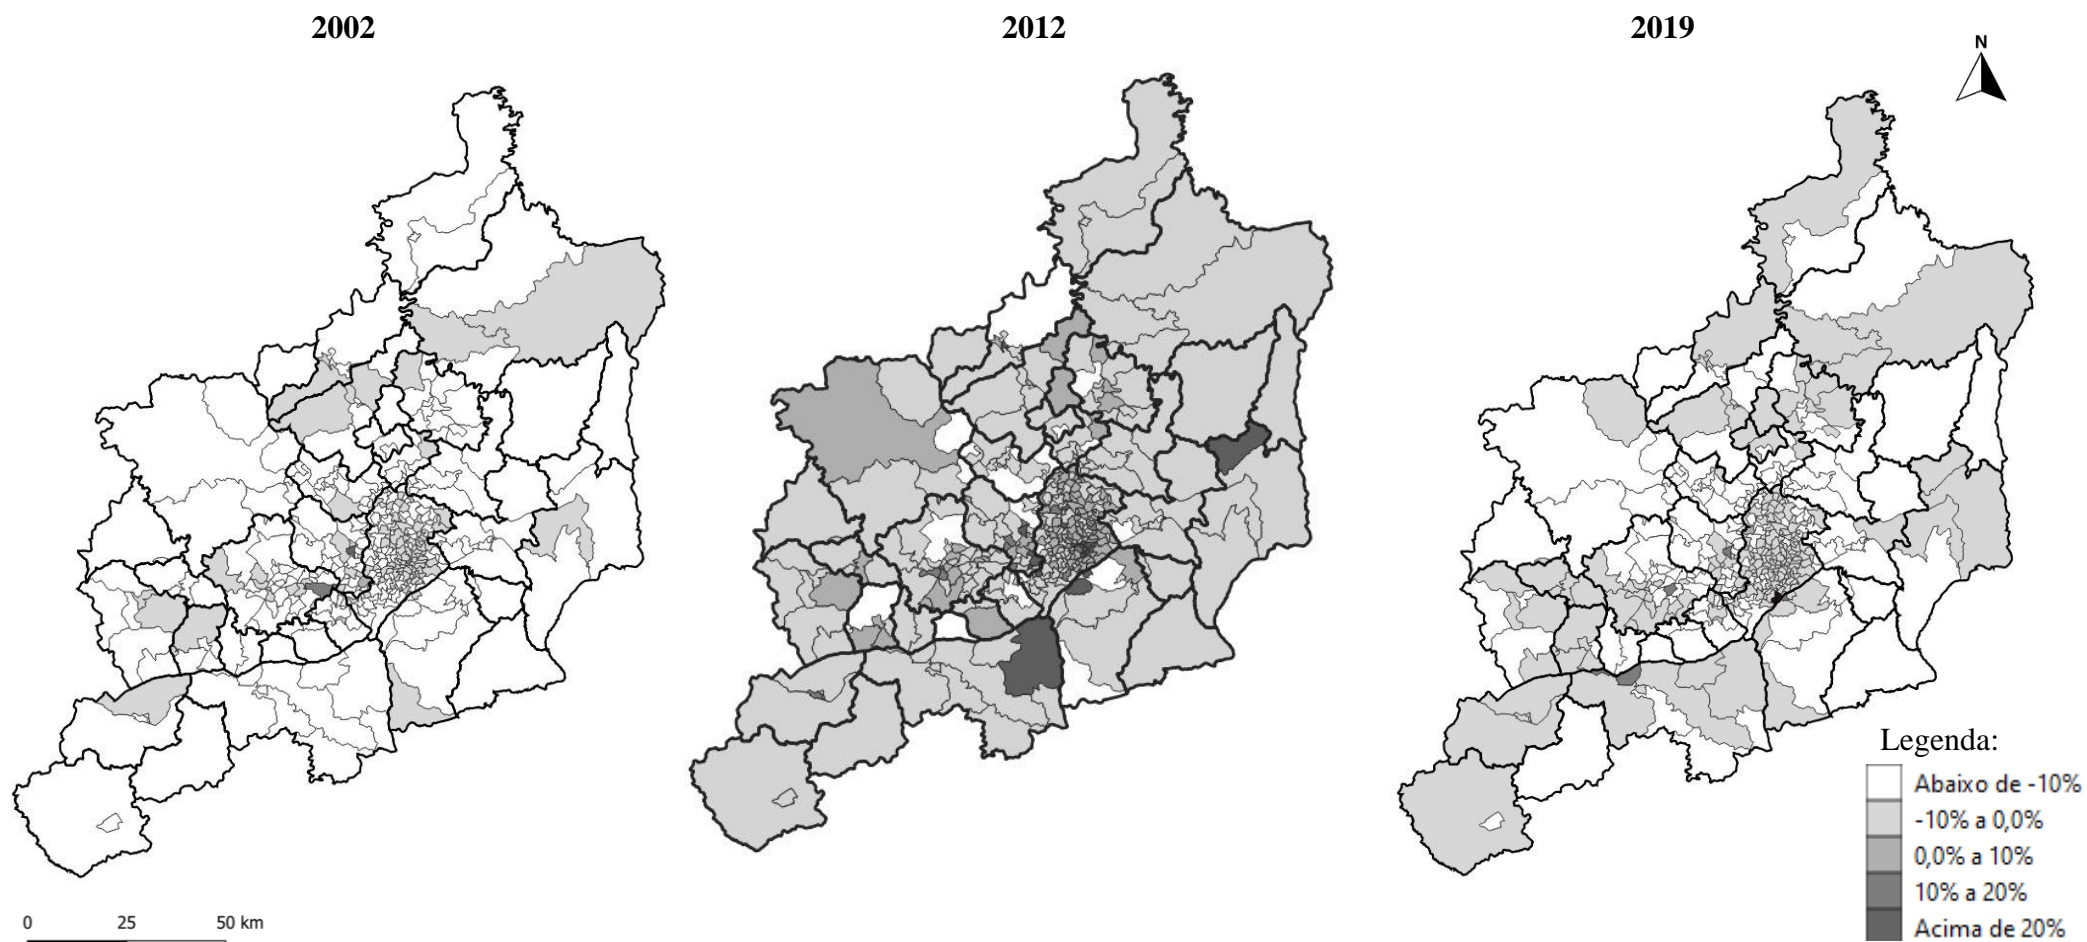 2002
2012
2019
N
Legenda:
Abaixo de -10%
-10% a 0,0%
0,0% a 10%
10% a 20%
Acima de 20%
0 25 50 km